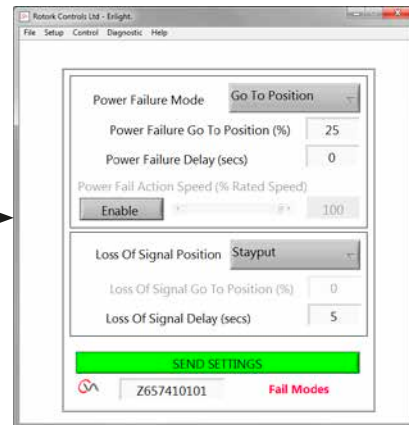 Rotork Controls Ltd - Enlight.
File Setup Control Diagnostic Help
Power Failure Mode Go To Position
Power Failure Go To Position (%) 25
Power Failure Delay (secs) 0
Power Fail Action Speed (% Rated Speed)
Enable 100
Loss Of Signal Position Stayput
Loss Of Signal Go To Position (%) 0
Loss Of Signal Delay (secs) 5
SEND SETTINGS
Z657410101 Fail Modes